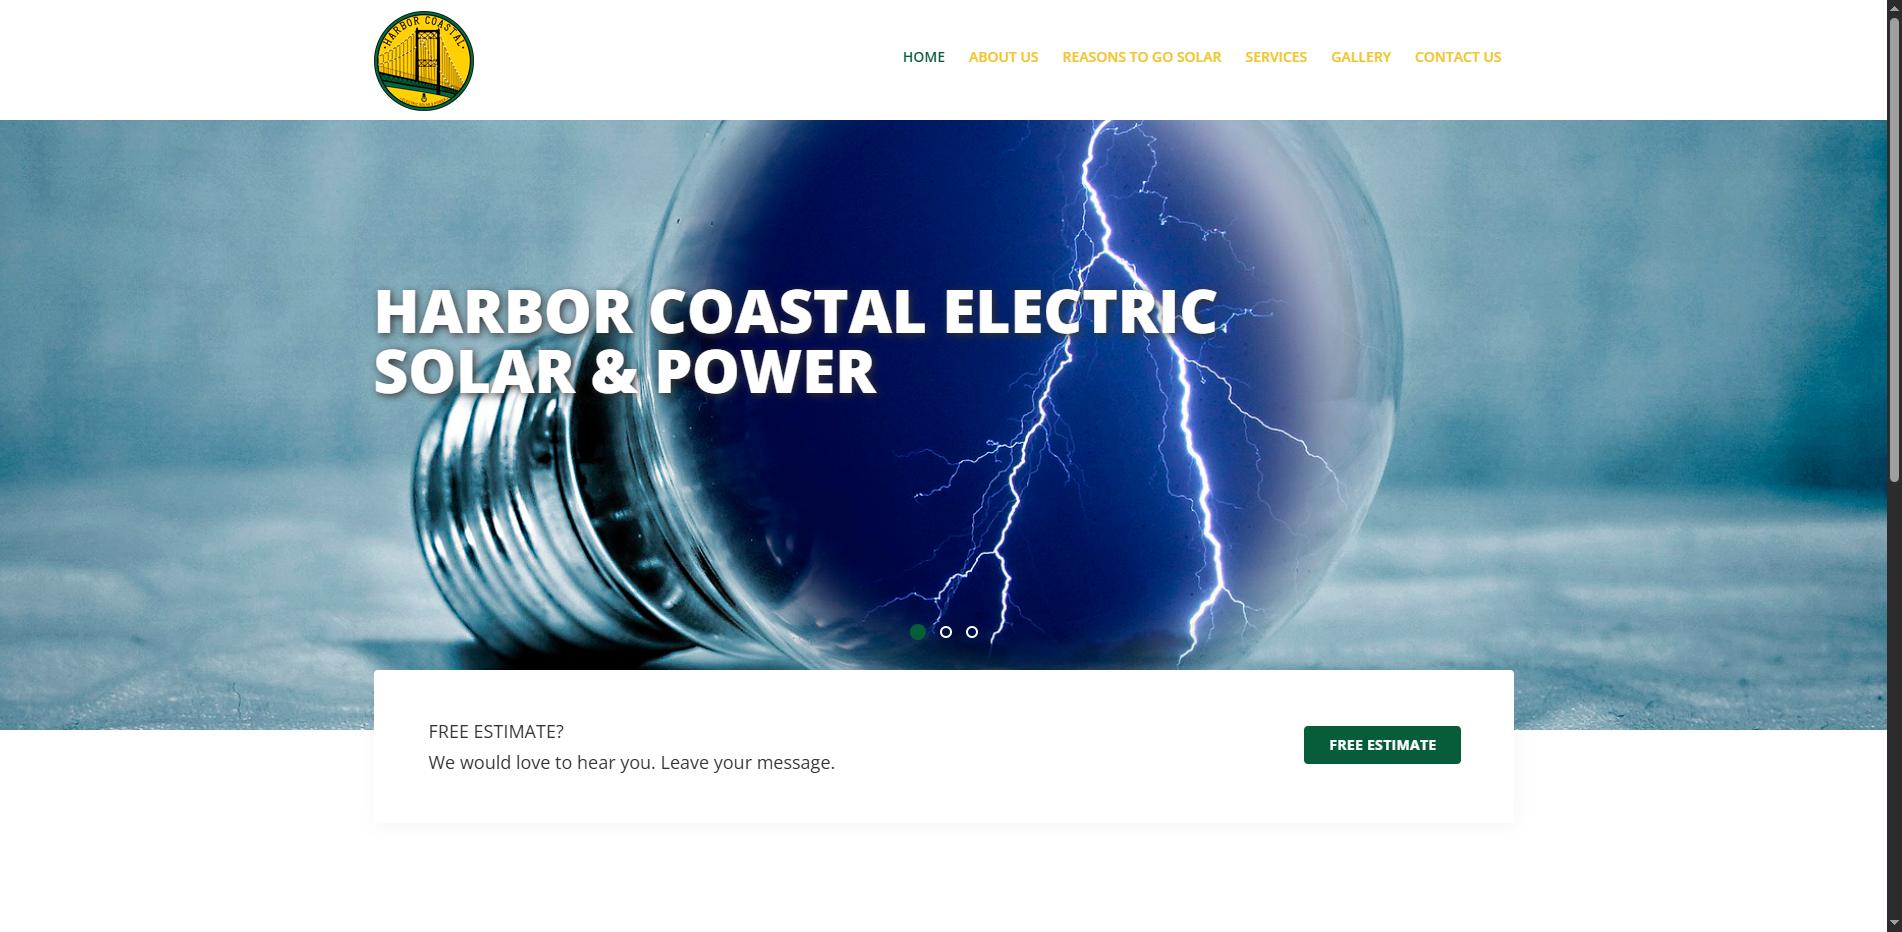 HARBOR COASTAL
HOME
ABOUT US
REASONS TO GO SOLAR
SERVICES
GALLERY
CONTACT US
HARBOR COASTAL ELECTRIC
SOLAR & POWER
FREE ESTIMATE?
We would love to hear you. Leave your message.
FREE ESTIMATE